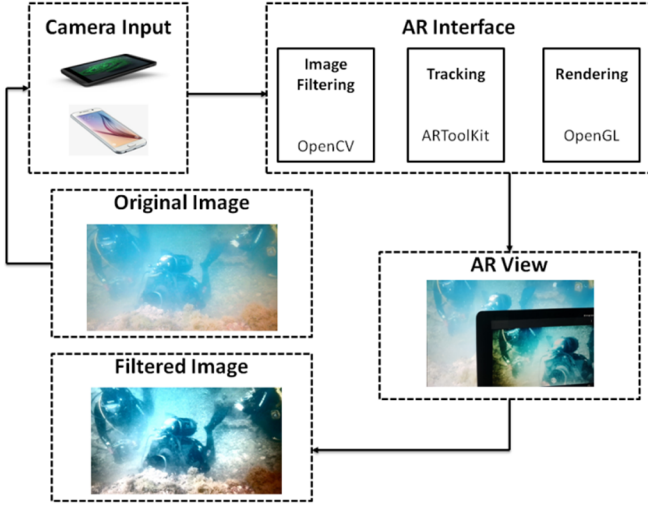 Camera Input
AR Interface
Image
Filtering
OpenCV
Tracking
ARToolKit
Rendering
OpenGL
Original Image
AR View
Filtered Image